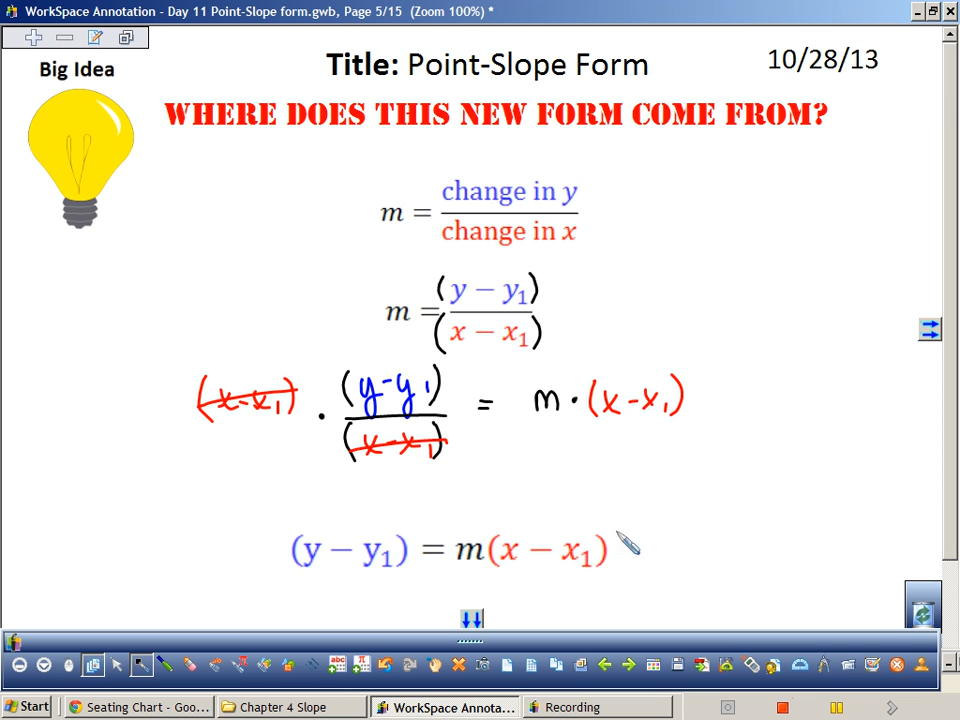 WorkSpace Annotation - Day 11 Point-Slope form.gwb, Page 5/15 (Zoom 100%) *
Big Idea
Title: Point-Slope Form
10/28/13
WHERE DOES THIS NEW FORM COME FROM?
m = change in y / change in x
m = (y − y₁) / (x − x₁)
(x-x₁) · (y-y₁) / (x-x₁) = m · (x-x₁)
(y − y₁) = m(x − x₁)
Start
Seating Chart - Goo...
Chapter 4 Slope
WorkSpace Annota...
Recording